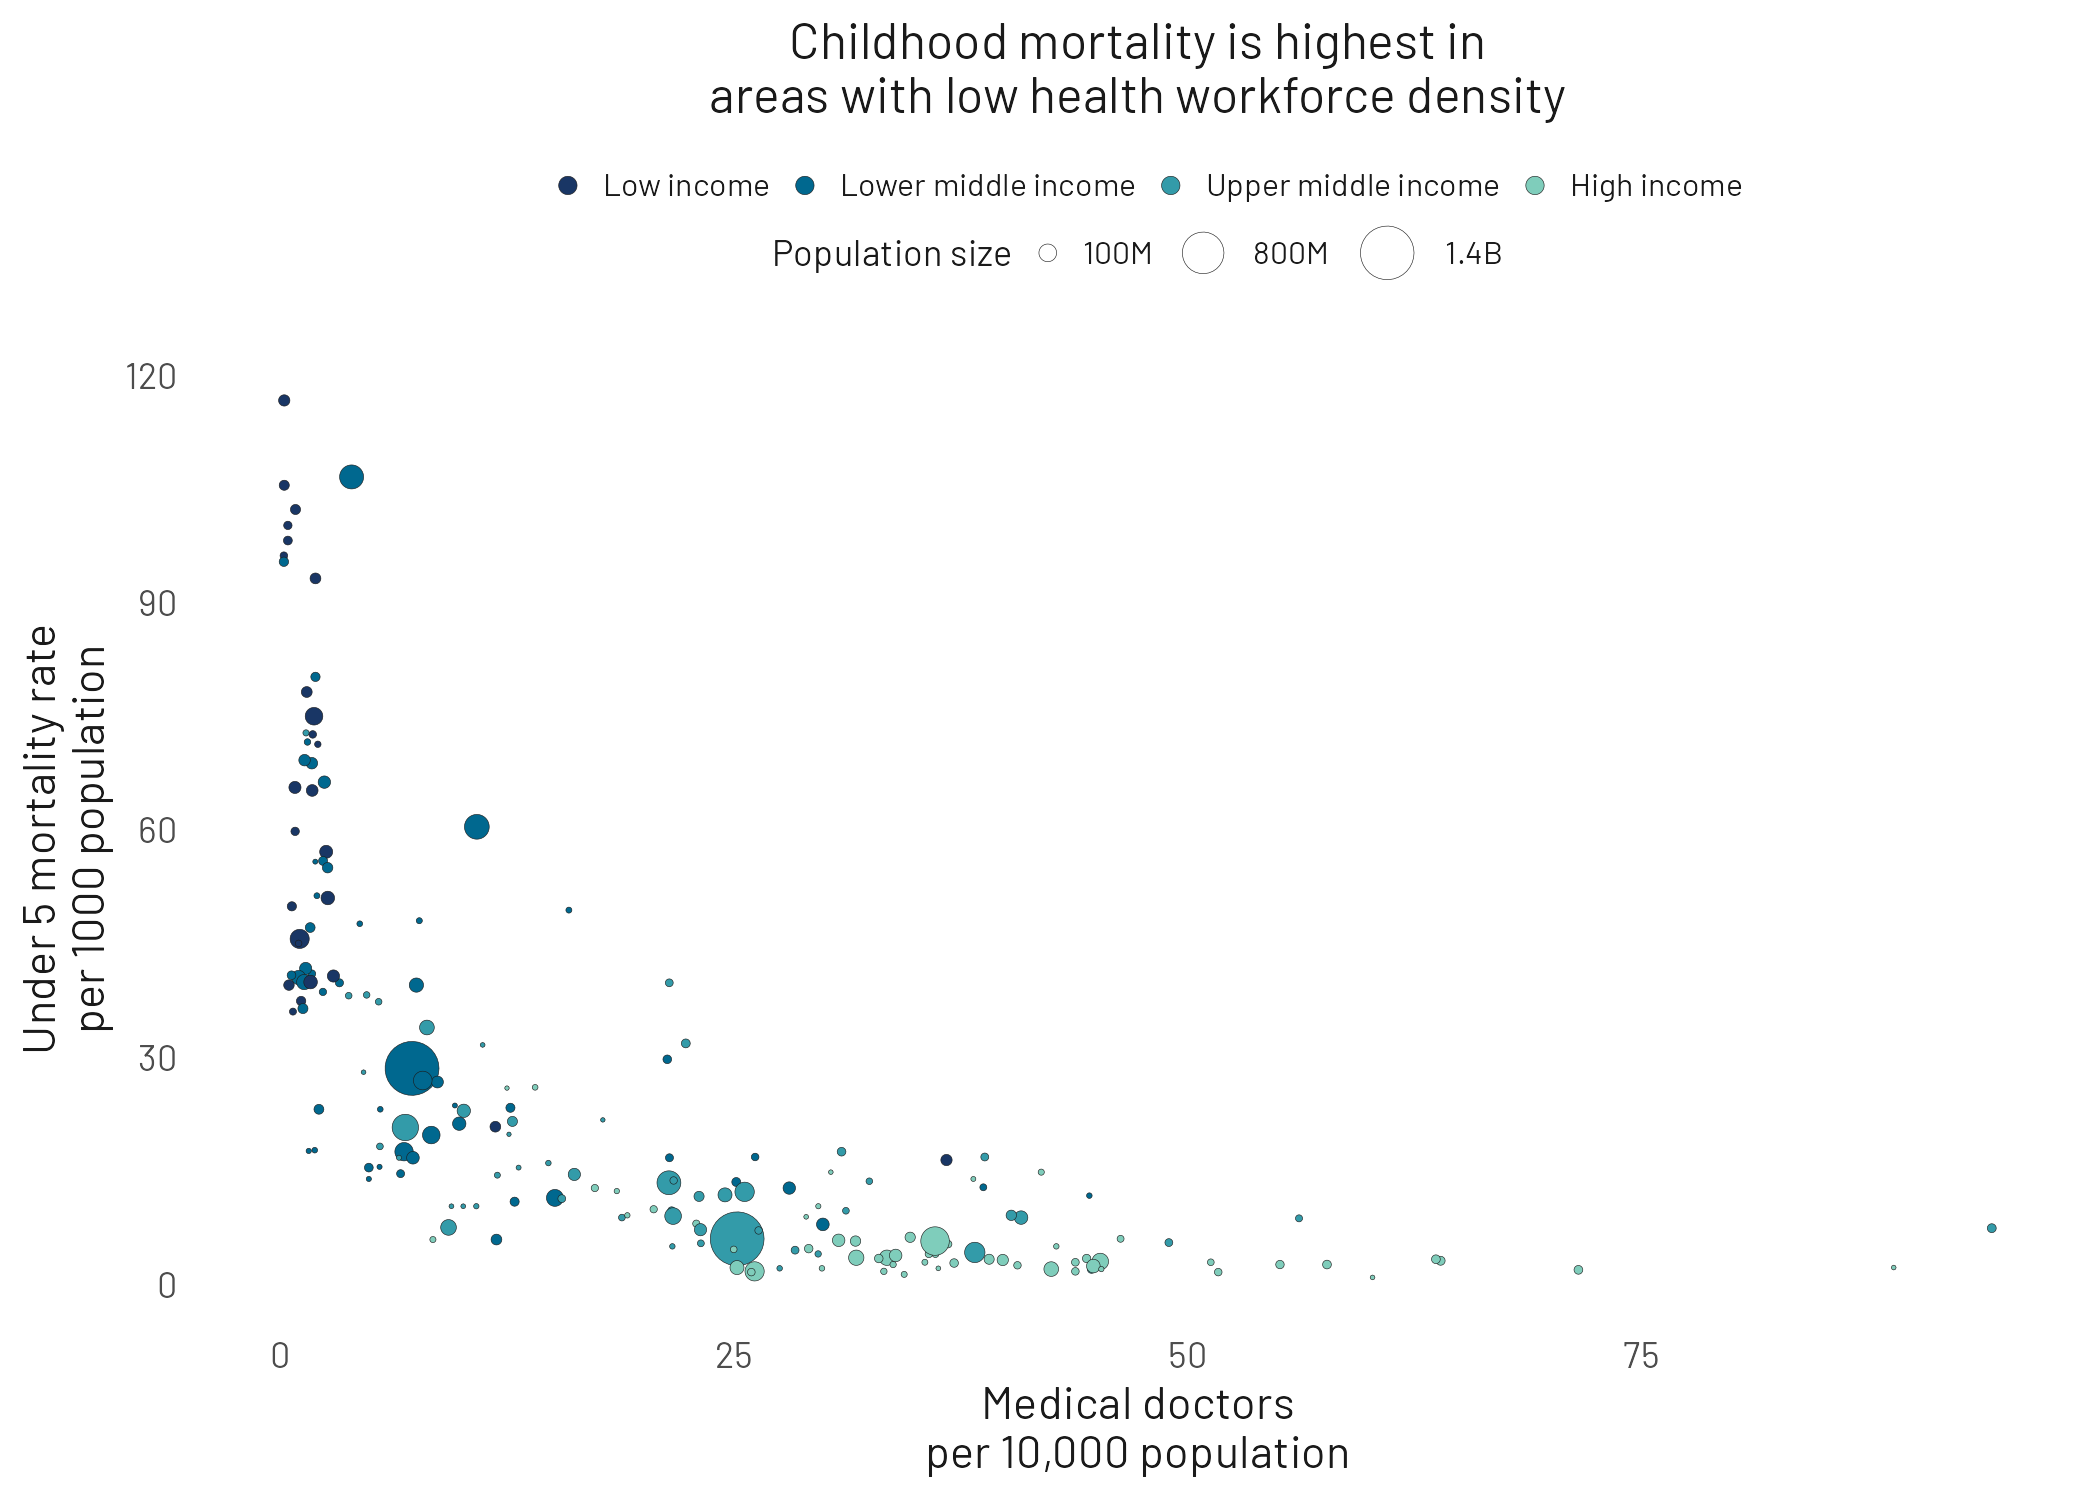 Childhood mortality is highest in
areas with low health workforce density
Low income Lower middle income Upper middle income High income
Population size 100M 800M 1.4B
120
90
60
30
0
Under 5 mortality rate
per 1000 population
0 25 50 75
Medical doctors
per 10,000 population